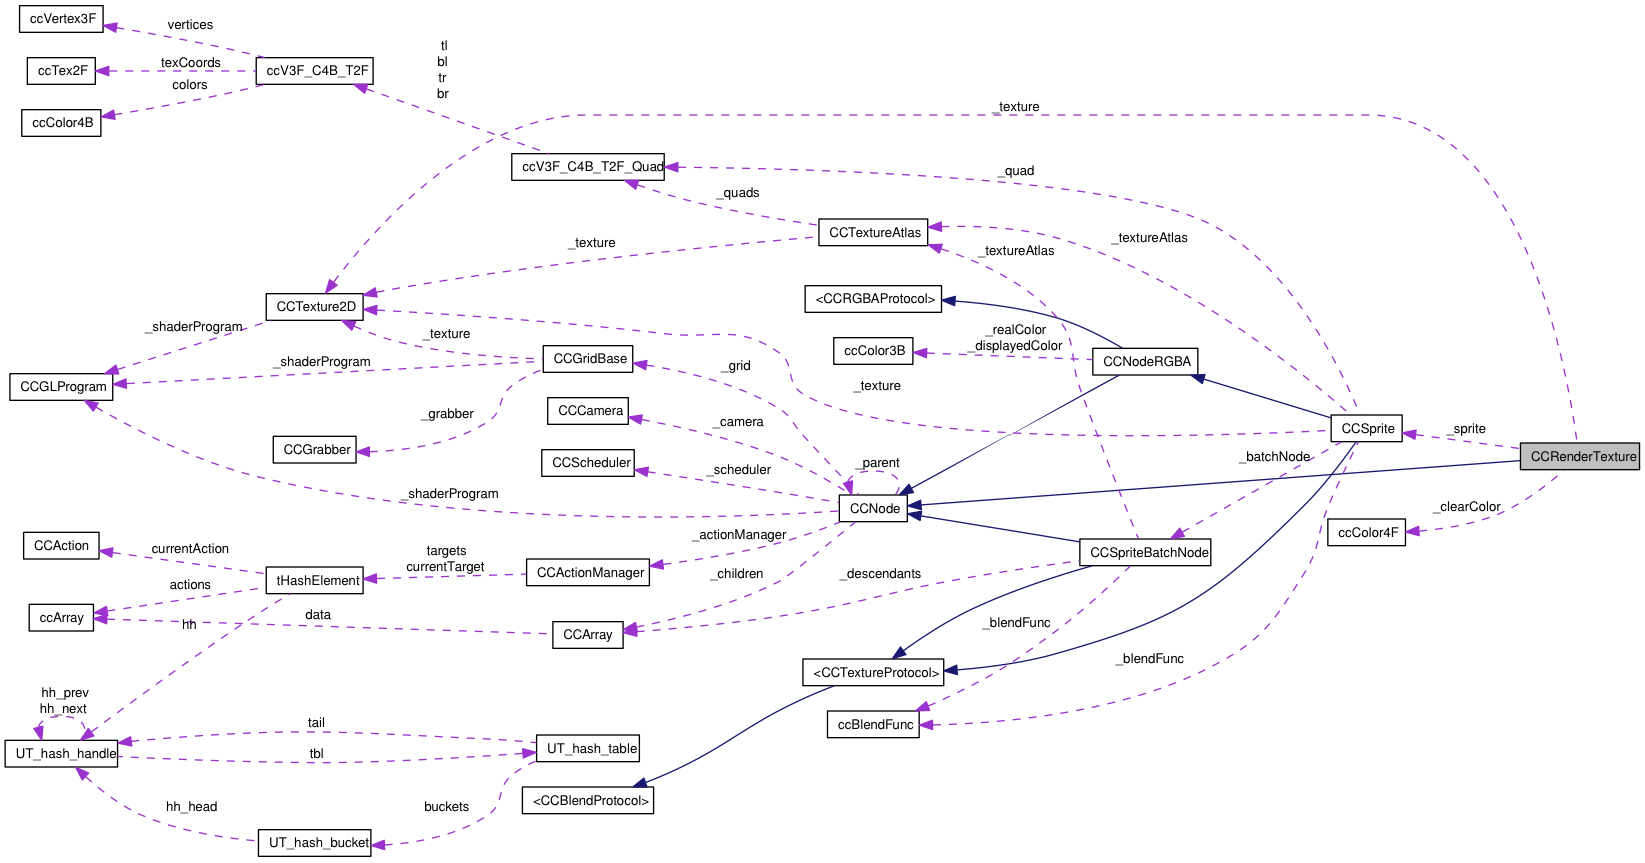 ccVertex3F
vertices
tl
bl
tr
br
ccTex2F
texCoords
ccV3F_C4B_T2F
colors
ccColor4B
_texture
ccV3F_C4B_T2F_Quad
_quad
_quads
CCTextureAtlas
_textureAtlas
_textureAtlas
_texture
CCTexture2D
<CCRGBAProtocol>
_shaderProgram
_texture
_realColor
_displayedColor
ccColor3B
CCGridBase
CCNodeRGBA
_shaderProgram
_grid
CCGLProgram
_texture
_grabber
CCCamera
_camera
CCSprite
_sprite
CCGrabber
CCScheduler
_scheduler
_parent
_batchNode
CCRenderTexture
_shaderProgram
CCNode
_clearColor
ccColor4F
_actionManager
CCAction
currentAction
targets
currentTarget
CCSpriteBatchNode
tHashElement
CCActionManager
_children
_descendants
actions
ccArray
hh
data
CCArray
_blendFunc
_blendFunc
<CCTextureProtocol>
hh_prev
hh_next
tail
ccBlendFunc
UT_hash_handle
tbl
UT_hash_table
hh_head
buckets
<CCBlendProtocol>
UT_hash_bucket